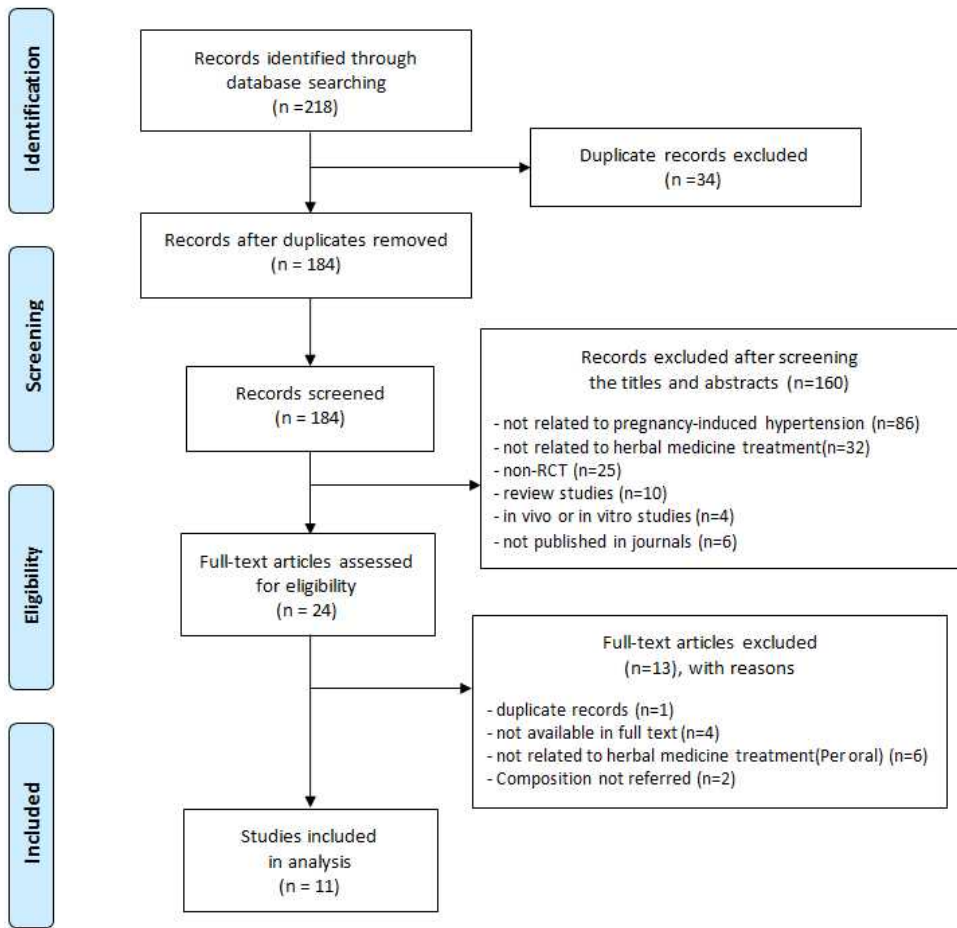 Identification
Records identified through
database searching
(n =218)
Duplicate records excluded
(n =34)
Records after duplicates removed
(n = 184)
Screening
Records screened
(n = 184)
Records excluded after screening
the titles and abstracts (n=160)
- not related to pregnancy-induced hypertension (n=86)
- not related to herbal medicine treatment(n=32)
- non-RCT (n=25)
- review studies (n=10)
- in vivo or in vitro studies (n=4)
- not published in journals (n=6)
Eligibility
Full-text articles assessed
for eligibility
(n = 24)
Full-text articles excluded
(n=13), with reasons
- duplicate records (n=1)
- not available in full text (n=4)
- not related to herbal medicine treatment(Per oral) (n=6)
- Composition not referred (n=2)
Included
Studies included
in analysis
(n = 11)